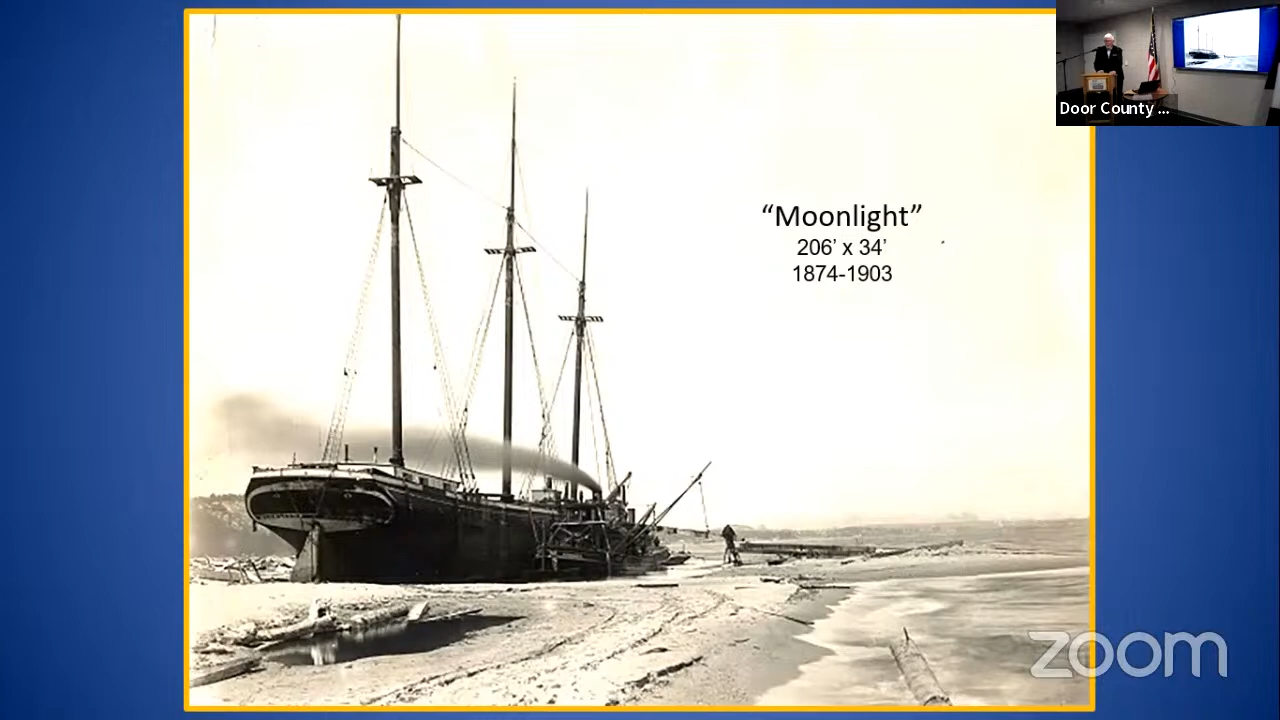 “Moonlight”
206’ x 34’
1874-1903
Door County ...
zoom